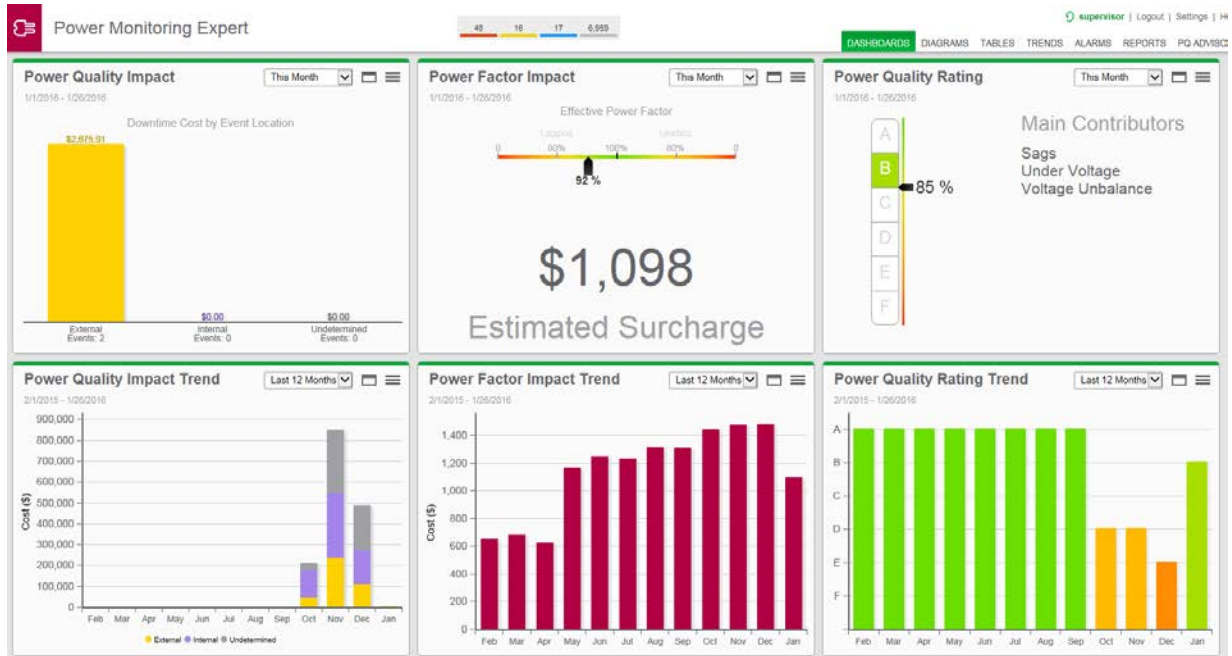 Power Monitoring Expert
48 16 17 6,959
supervisor | Logout | Settings |
DASHBOARDS DIAGRAMS TABLES TRENDS ALARMS REPORTS PQ ADVISO
Power Quality Impact This Month
1/1/2016 - 1/26/2016
Downtime Cost by Event Location
$2,675.91
$0.00 $0.00
External Internal Undetermined
Events: 2 Events: 0 Events: 0
Power Factor Impact This Month
1/1/2016 - 1/26/2016
Effective Power Factor
Lagging Leading
0 80% 100% 80% 0
92 %
$1,098
Estimated Surcharge
Power Quality Rating This Month
1/1/2016 - 1/26/2016
A
B
C
D
E
F
85 %
Main Contributors
Sags
Under Voltage
Voltage Unbalance
Power Quality Impact Trend Last 12 Months
2/1/2015 - 1/26/2016
Cost ($)
900,000
800,000
700,000
600,000
500,000
400,000
300,000
200,000
100,000
0
Feb Mar Apr May Jun Jul Aug Sep Oct Nov Dec Jan
External Internal Undetermined
Power Factor Impact Trend Last 12 Months
2/1/2015 - 1/26/2016
Cost ($)
1,400
1,200
1,000
800
600
400
200
0
Feb Mar Apr May Jun Jul Aug Sep Oct Nov Dec Jan
Power Quality Rating Trend Last 12 Months
2/1/2015 - 1/26/2016
A
B
C
D
E
F
Feb Mar Apr May Jun Jul Aug Sep Oct Nov Dec Jan